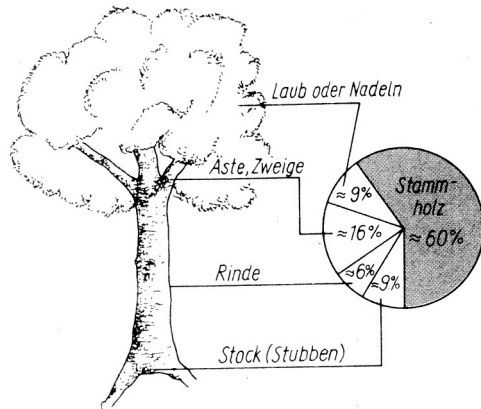 Laub oder Nadeln
Äste, Zweige
Rinde
Stock (Stubben)
≈ 9%
Stamm-
holz
≈ 60%
≈ 16%
≈ 6%
≈ 9%